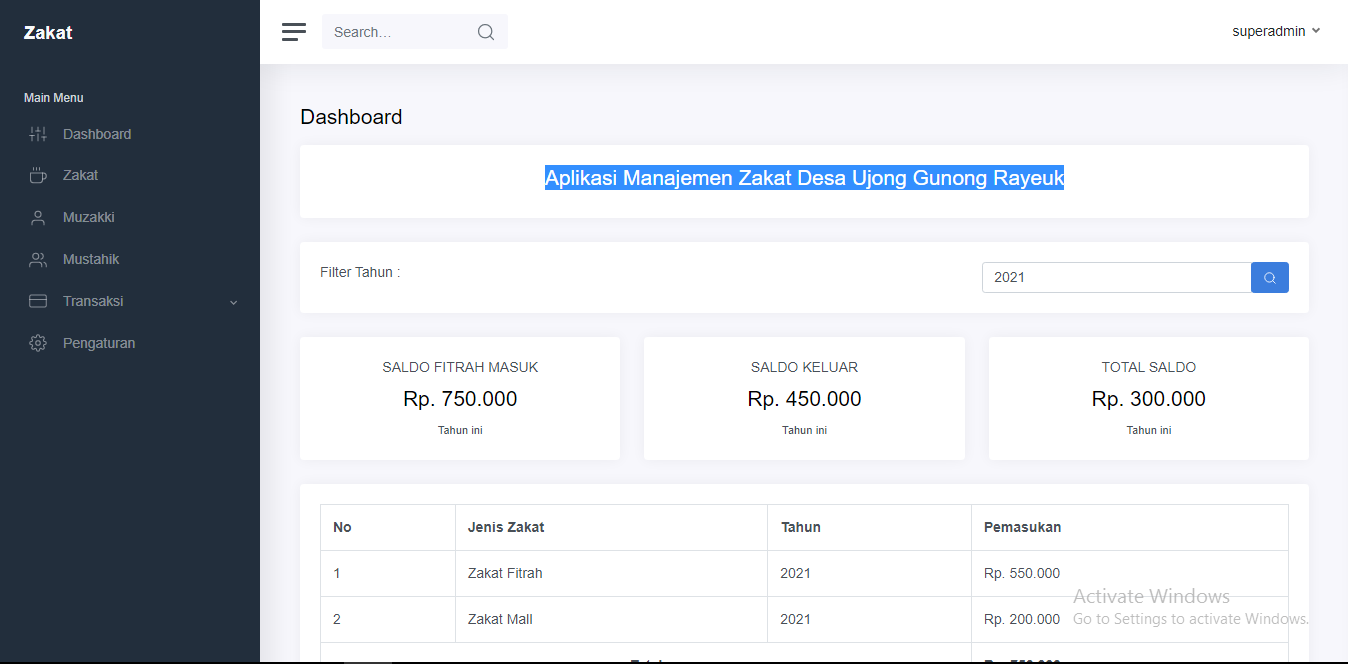 Zakat
Search...
superadmin
Main Menu
Dashboard
Zakat
Muzakki
Mustahik
Transaksi
Pengaturan
Dashboard
Aplikasi Manajemen Zakat Desa Ujong Gunong Rayeuk
Filter Tahun :
2021
SALDO FITRAH MASUK
Rp. 750.000
Tahun ini
SALDO KELUAR
Rp. 450.000
Tahun ini
TOTAL SALDO
Rp. 300.000
Tahun ini
No Jenis Zakat Tahun Pemasukan
1 Zakat Fitrah 2021 Rp. 550.000
2 Zakat Mall 2021 Rp. 200.000
Activate Windows
Go to Settings to activate Windows.